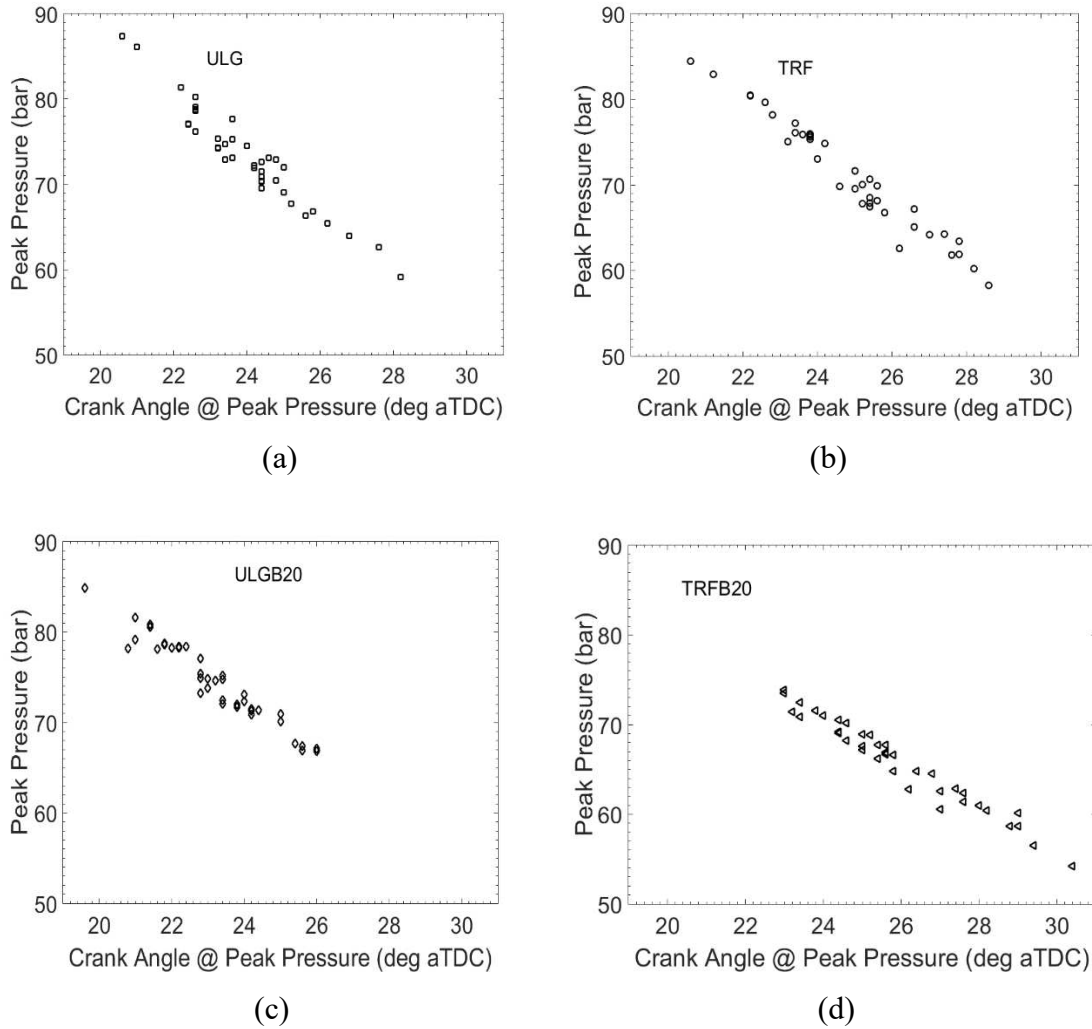 90
80
70
60
50
Peak Pressure (bar)
ULG
20 22 24 26 28 30
Crank Angle @ Peak Pressure (deg aTDC)
(a)
90
80
70
60
50
Peak Pressure (bar)
TRF
20 22 24 26 28 30
Crank Angle @ Peak Pressure (deg aTDC)
(b)
90
80
70
60
50
Peak Pressure (bar)
ULGB20
20 22 24 26 28 30
Crank Angle @ Peak Pressure (deg aTDC)
(c)
90
80
70
60
50
Peak Pressure (bar)
TRFB20
20 22 24 26 28 30
Crank Angle @ Peak Pressure (deg aTDC)
(d)